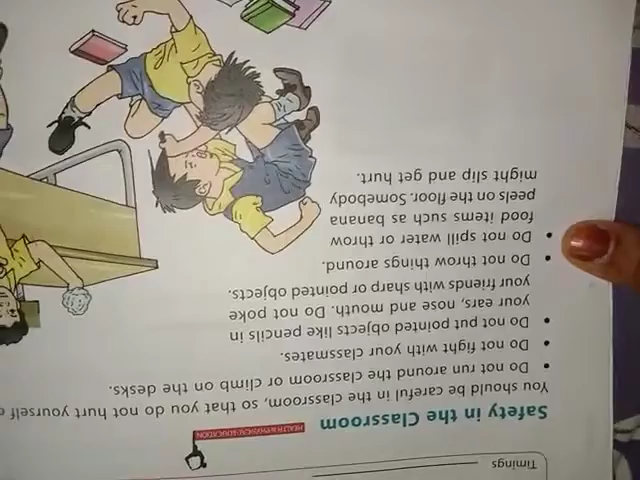 Timings
HEALTH & PHYSICAL EDUCATION
Safety in the Classroom
You should be careful in the classroom, so that you do not hurt yourself
• Do not run around the classroom or climb on the desks.
• Do not fight with your classmates.
• Do not put pointed objects like pencils in
your ears, nose and mouth. Do not poke
your friends with sharp or pointed objects.
• Do not throw things around.
• Do not spill water or throw
food items such as banana
peels on the floor. Somebody
might slip and get hurt.